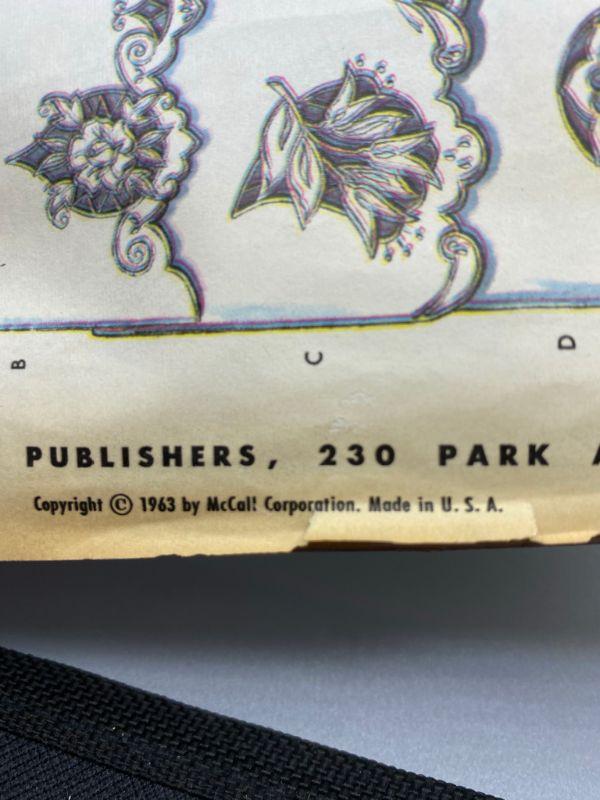 B
C
D
PUBLISHERS, 230 PARK
Copyright © 1963 by McCall Corporation. Made in U. S. A.